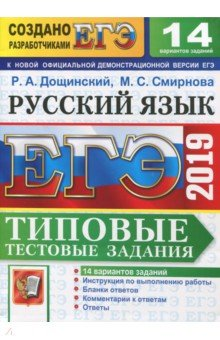 СОЗДАНО
РАЗРАБОТЧИКАМИ
ЕГЭ
14
вариантов заданий
К НОВОЙ ОФИЦИАЛЬНОЙ ДЕМОНСТРАЦИОННОЙ ВЕРСИИ ЕГЭ
Р. А. Дощинский, М. С. Смирнова
РУССКИЙ ЯЗЫК
ЕГЭ
2019
ТИПОВЫЕ
ТЕСТОВЫЕ ЗАДАНИЯ
14 вариантов заданий
Инструкция по выполнению работы
Бланки ответов
Комментарии к ответам
Ответы